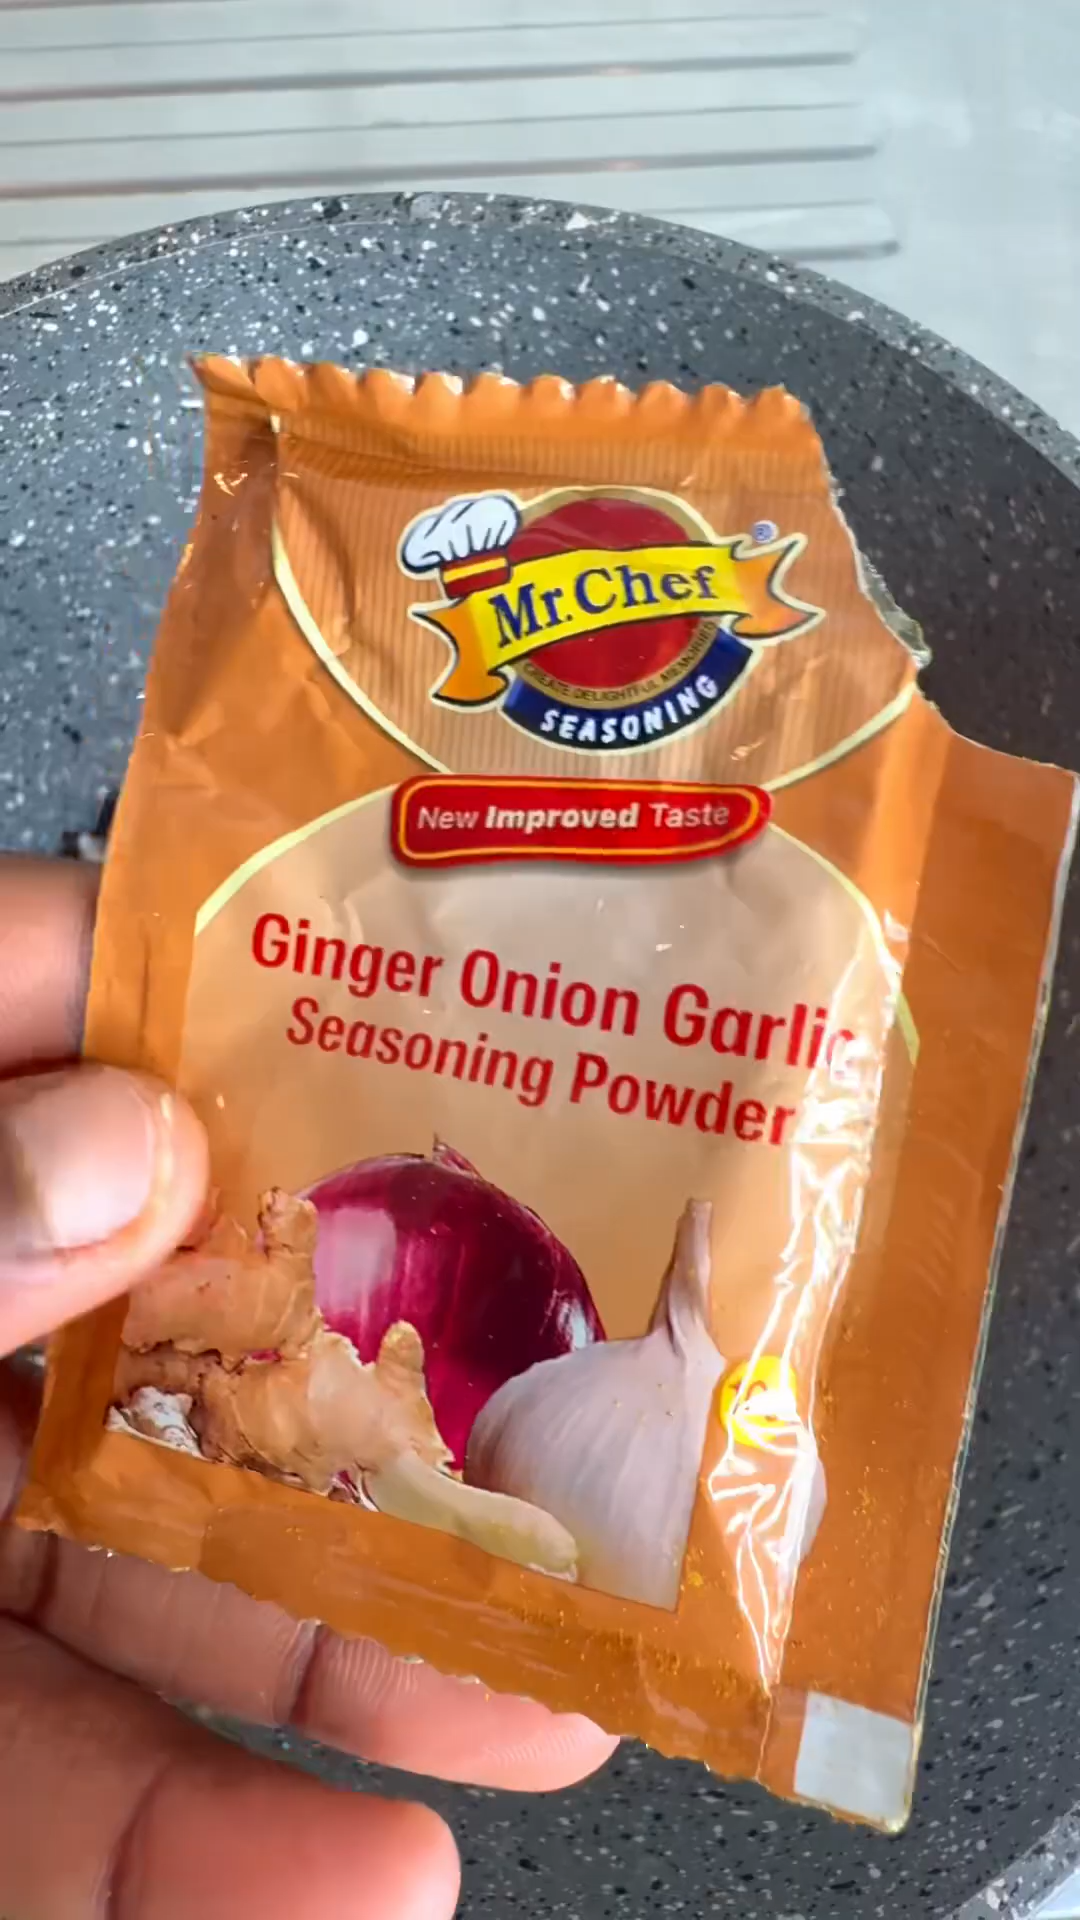 Mr. Chef
®
CREATE DELIGHTFUL MEMORIES
SEASONING
New Improved Taste
Ginger Onion Garlic
Seasoning Powder